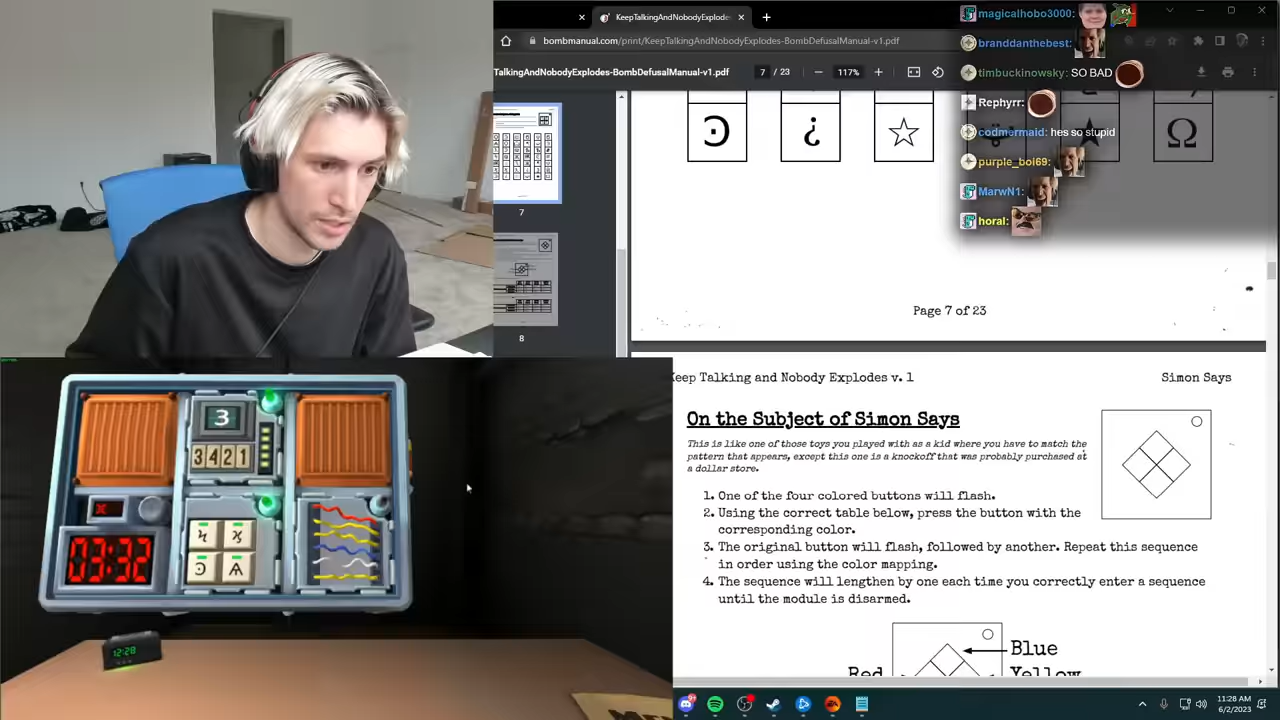 KeepTalkingAndNobodyExplodes
bombmanual.com/print/KeepTalkingAndNobodyExplodes-BombDefusalManual-v1.pdf
TalkingAndNobodyExplodes-BombDefusalManual-v1.pdf
7 / 23
117%
magicalhobo3000:
branddanthebest:
timbuckinowsky: SO BAD
Rephyrr:
codmermaid: hes so stupid
purple_boi69:
MarwN1:
horal:
Ͽ
¿
☆
Ω
7
8
Page 7 of 23
Keep Talking and Nobody Explodes v. 1
Simon Says
On the Subject of Simon Says
This is like one of those toys you played with as a kid where you have to match the
pattern that appears, except this one is a knockoff that was probably purchased at
a dollar store.
1. One of the four colored buttons will flash.
2. Using the correct table below, press the button with the
corresponding color.
3. The original button will flash, followed by another. Repeat this sequence
in order using the color mapping.
4. The sequence will lengthen by one each time you correctly enter a sequence
until the module is disarmed.
Blue
Red
Yellow
3
3421
X
03:32
12:28
11:28 AM
6/2/2023